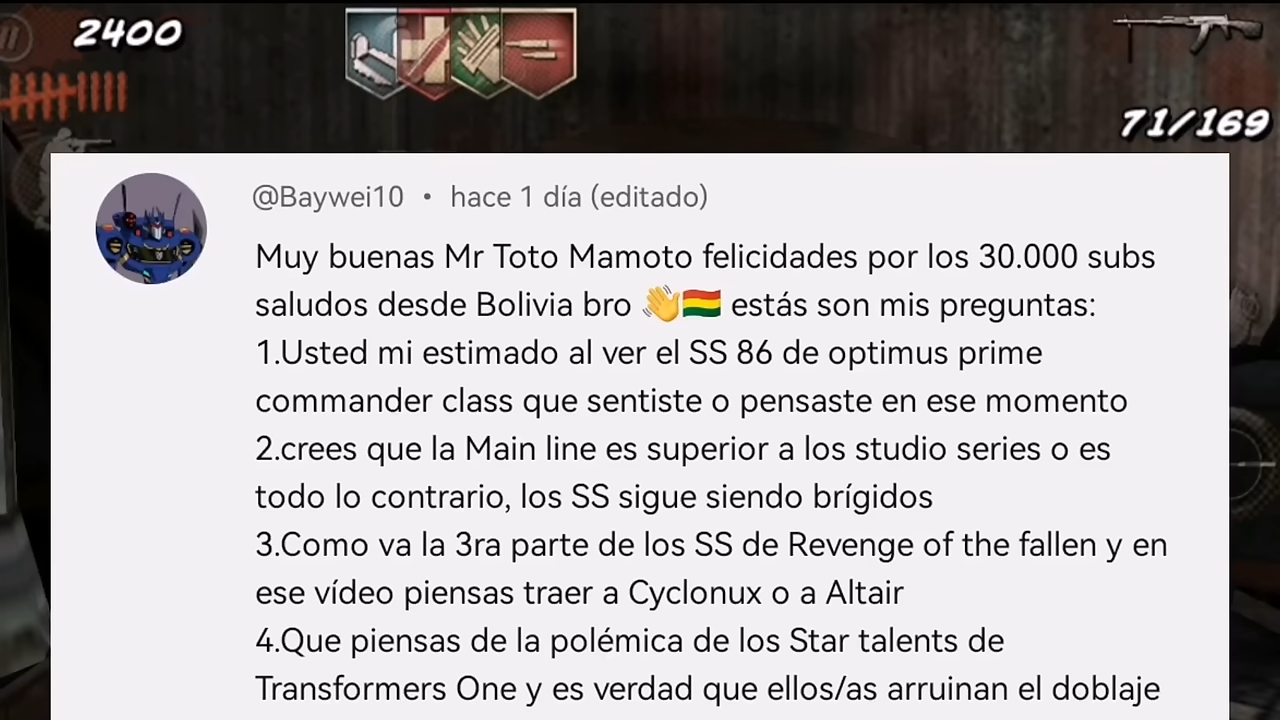 2400
71/169
@Baywei10 • hace 1 día (editado)
Muy buenas Mr Toto Mamoto felicidades por los 30.000 subs
saludos desde Bolivia bro 👋🇧🇴 estás son mis preguntas:
1.Usted mi estimado al ver el SS 86 de optimus prime
commander class que sentiste o pensaste en ese momento
2.crees que la Main line es superior a los studio series o es
todo lo contrario, los SS sigue siendo brígidos
3.Como va la 3ra parte de los SS de Revenge of the fallen y en
ese vídeo piensas traer a Cyclonux o a Altair
4.Que piensas de la polémica de los Star talents de
Transformers One y es verdad que ellos/as arruinan el doblaje